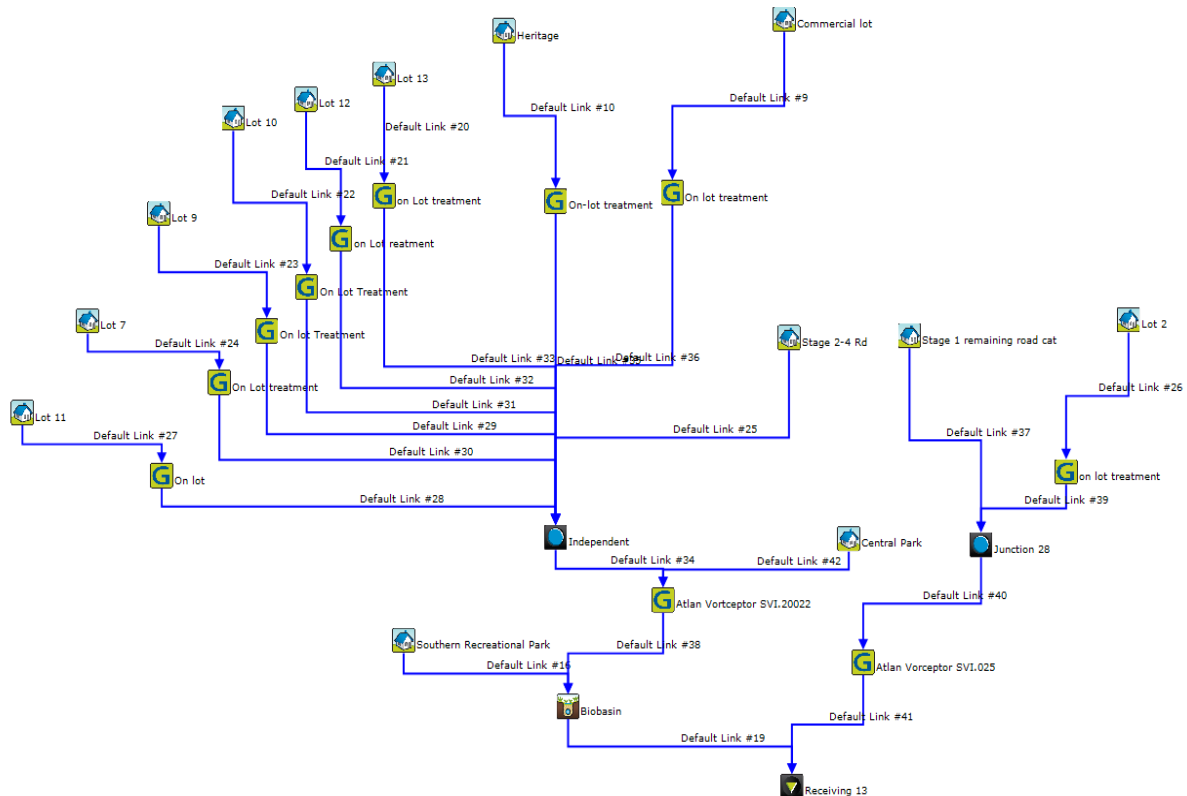 Commercial lot
Heritage
Lot 13
Lot 12
Default Link #9
Default Link #10
Lot 10
Default Link #20
Default Link #21
Default Link #22
on Lot treatment
On-lot treatment
On lot treatment
Lot 9
on Lot reatment
Default Link #23
On Lot Treatment
Lot 7
Lot 2
On lot Treatment
Default Link #24
Stage 2-4 Rd
Stage 1 remaining road cat
Default Link #33
Default Link #36
On Lot treatment
Default Link #32
Default Link #26
Default Link #31
Lot 11
Default Link #29
Default Link #25
Default Link #37
Default Link #27
Default Link #30
On lot
on lot treatment
Default Link #28
Default Link #39
Independent
Central Park
Junction 28
Default Link #34
Default Link #42
Default Link #40
Atlan Vortceptor SVI.20022
Southern Recreational Park
Default Link #38
Default Link #16
Atlan Vorceptor SVI.025
Biobasin
Default Link #41
Default Link #19
Receiving 13